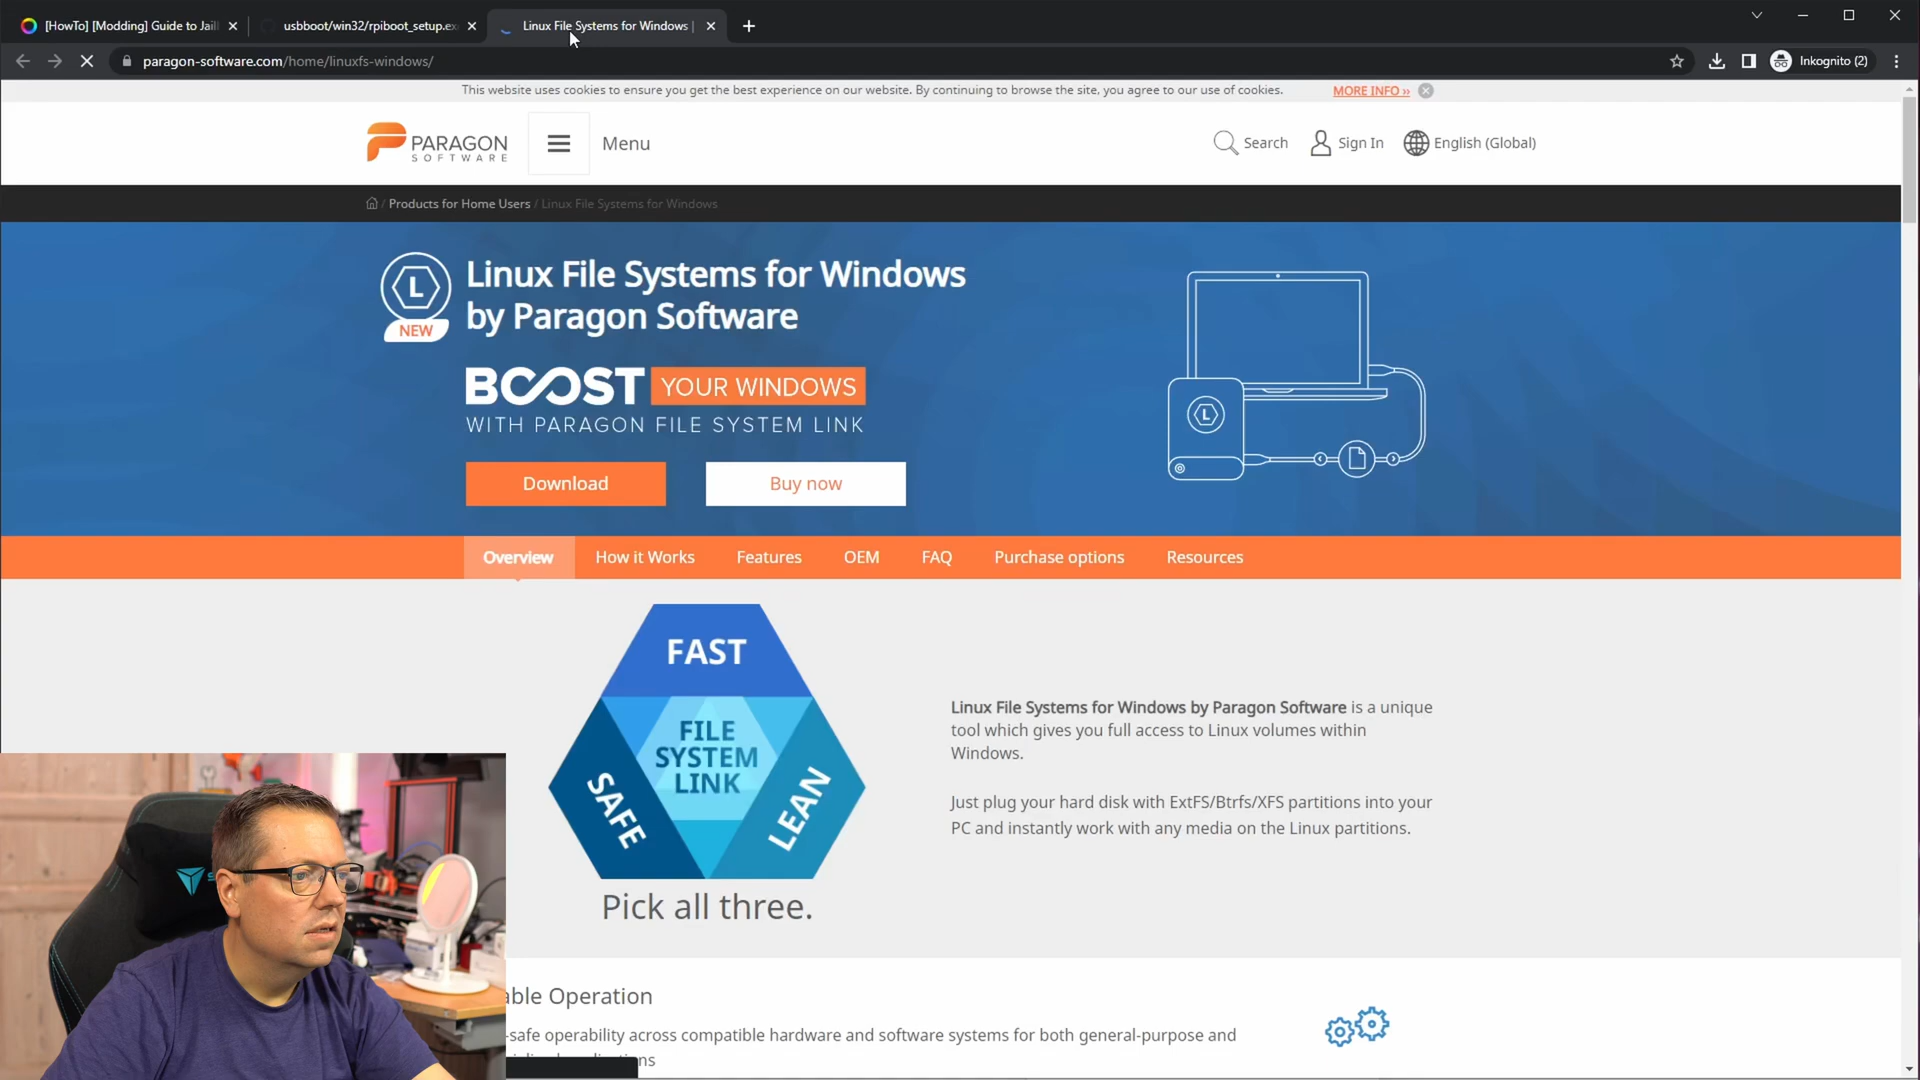 [HowTo] [Modding] Guide to Jail
usbboot/win32/rpiboot_setup.ex
Linux File Systems for Windows |
paragon-software.com/home/linuxfs-windows/
Inkognito (2)
This website uses cookies to ensure you get the best experience on our website. By continuing to browse the site, you agree to our use of cookies.
MORE INFO »
PARAGON
SOFTWARE
Menu
Search
Sign In
English (Global)
/ Products for Home Users / Linux File Systems for Windows
L
NEW
Linux File Systems for Windows
by Paragon Software
BOOST YOUR WINDOWS
WITH PARAGON FILE SYSTEM LINK
L
Download
Buy now
Overview
How it Works
Features
OEM
FAQ
Purchase options
Resources
FAST
FILE
SYSTEM
LINK
SAFE
LEAN
Pick all three.
Linux File Systems for Windows by Paragon Software is a unique
tool which gives you full access to Linux volumes within
Windows.
Just plug your hard disk with ExtFS/Btrfs/XFS partitions into your
PC and instantly work with any media on the Linux partitions.
able Operation
-safe operability across compatible hardware and software systems for both general-purpose and